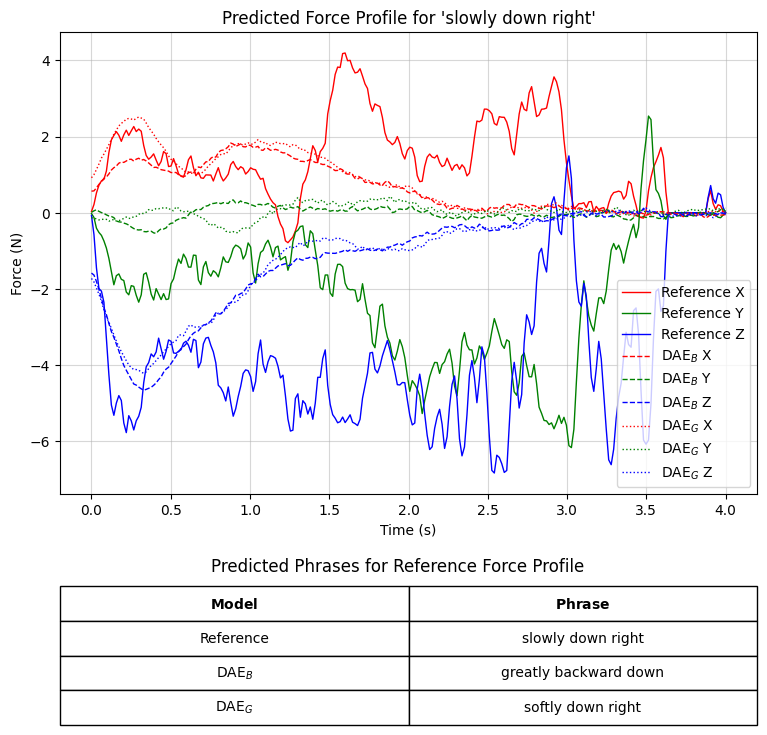 Predicted Force Profile for 'slowly down right'
Force (N)
4
2
0
−2
−4
−6
0.0 0.5 1.0 1.5 2.0 2.5 3.0 3.5 4.0
Time (s)
Reference X
Reference Y
Reference Z
DAE_B X
DAE_B Y
DAE_B Z
DAE_G X
DAE_G Y
DAE_G Z
Predicted Phrases for Reference Force Profile
Model Phrase
Reference slowly down right
DAE_B greatly backward down
DAE_G softly down right